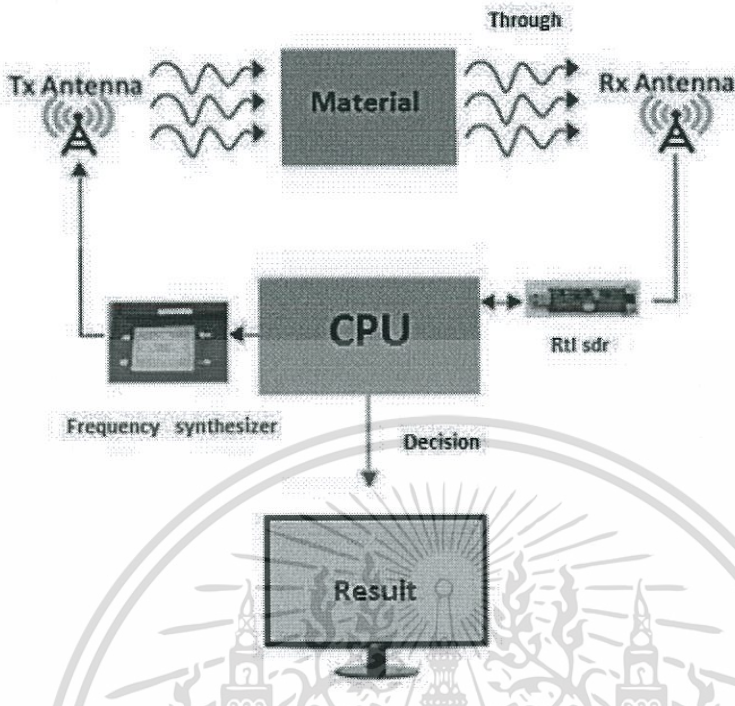 Through
Tx Antenna
Material
Rx Antenna
CPU
Rtl sdr
Frequency synthesizer
Decision
Result